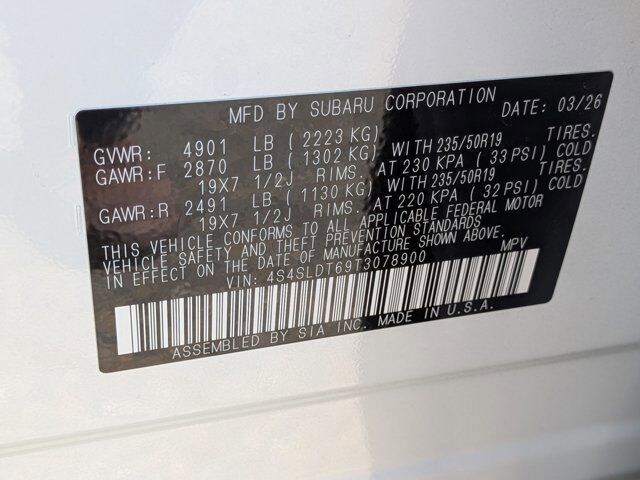 MFD BY SUBARU CORPORATION DATE: 03/26
GVWR: 4901 LB ( 2223 KG) TIRES.
GAWR:F 2870 LB ( 1302 KG) WITH 235/50R19
19X7 1/2J RIMS. AT 230 KPA ( 33 PSI) COLD
GAWR:R 2491 LB ( 1130 KG) WITH 235/50R19 TIRES.
19X7 1/2J RIMS. AT 220 KPA ( 32 PSI) COLD
THIS VEHICLE CONFORMS TO ALL APPLICABLE FEDERAL MOTOR
VEHICLE SAFETY AND THEFT PREVENTION STANDARDS
IN EFFECT ON THE DATE OF MANUFACTURE SHOWN ABOVE.
VIN: 4S4SLDT69T3078900 MPV
ASSEMBLED BY SIA INC. MADE IN U.S.A.